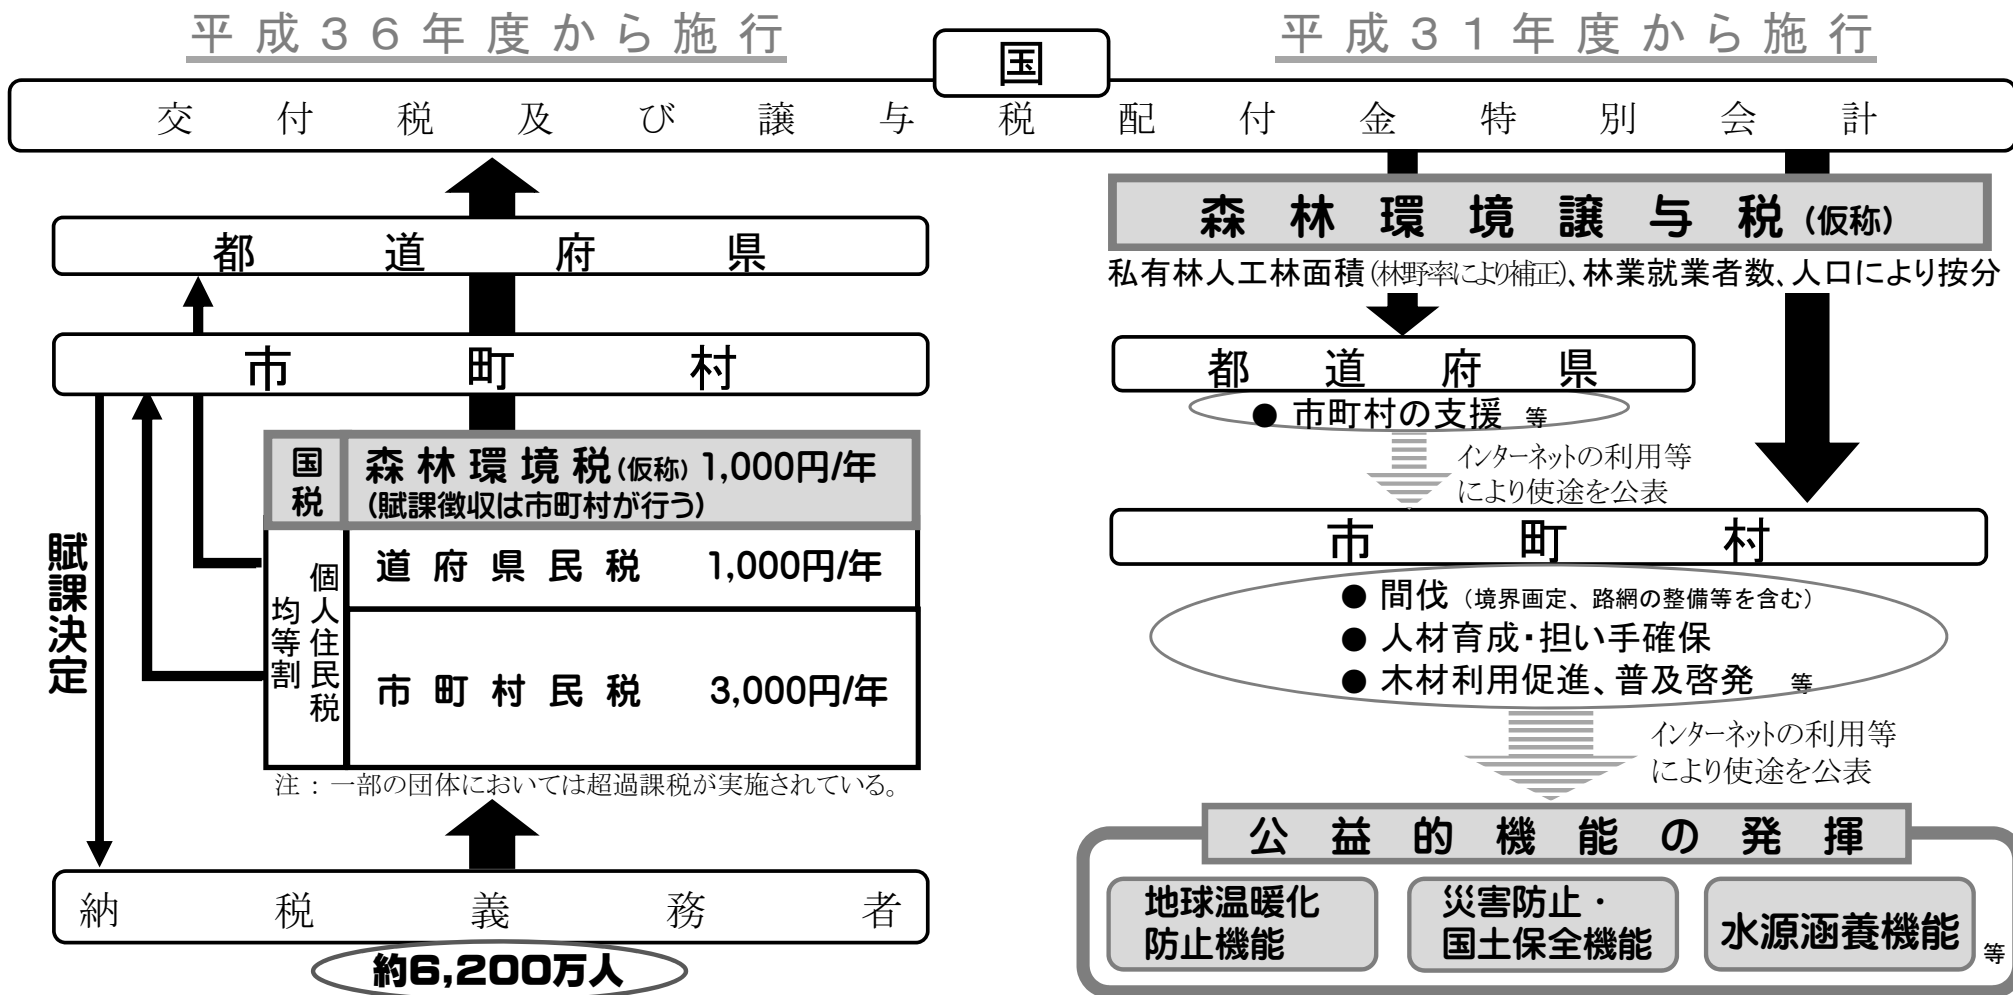 平成36年度から施行
国
平成31年度から施行
交付税及び譲与税配付金特別会計
都道府県
市町村
国税
森林環境税(仮称) 1,000円/年
(賦課徴収は市町村が行う)
個人住民税
均等割
道府県民税 1,000円/年
市町村民税 3,000円/年
注：一部の団体においては超過課税が実施されている。
賦課決定
納税義務者
約6,200万人
森林環境譲与税(仮称)
私有林人工林面積(林野率により補正)、林業就業者数、人口により按分
都道府県
● 市町村の支援 等
インターネットの利用等
により使途を公表
市町村
● 間伐 (境界画定、路網の整備等を含む)
● 人材育成・担い手確保
● 木材利用促進、普及啓発 等
インターネットの利用等
により使途を公表
公益的機能の発揮
地球温暖化
防止機能
災害防止・
国土保全機能
水源涵養機能
等